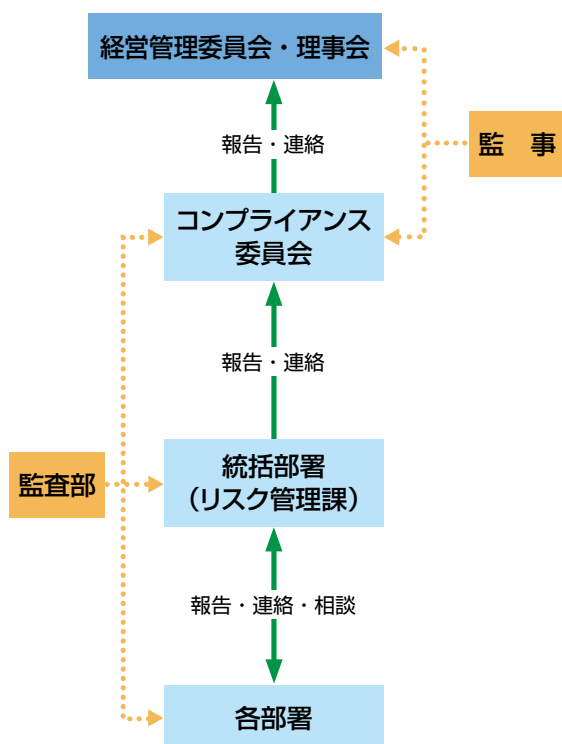 経営管理委員会・理事会
報告・連絡
監　事
コンプライアンス
委員会
報告・連絡
監査部
統括部署
（リスク管理課）
報告・連絡・相談
各部署